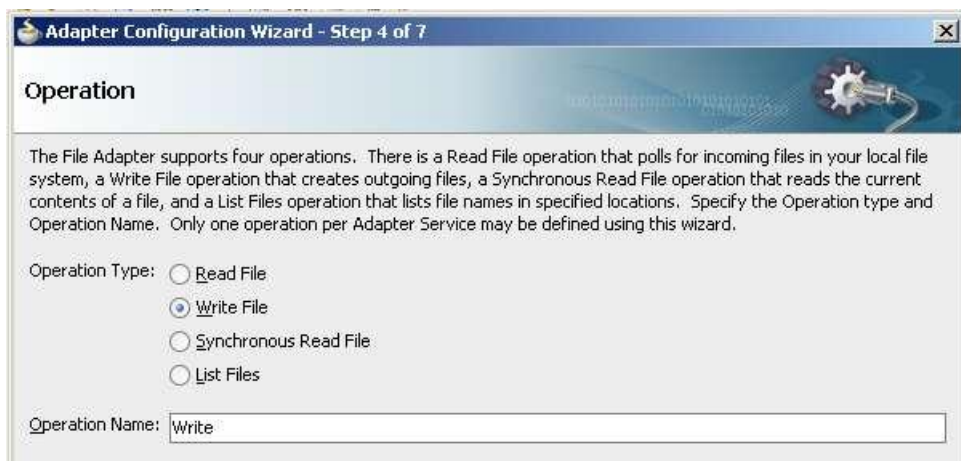 Adapter Configuration Wizard - Step 4 of 7
Operation
The File Adapter supports four operations. There is a Read File operation that polls for incoming files in your local file
system, a Write File operation that creates outgoing files, a Synchronous Read File operation that reads the current
contents of a file, and a List Files operation that lists file names in specified locations. Specify the Operation type and
Operation Name. Only one operation per Adapter Service may be defined using this wizard.
Operation Type: Read File
Write File
Synchronous Read File
List Files
Operation Name: Write